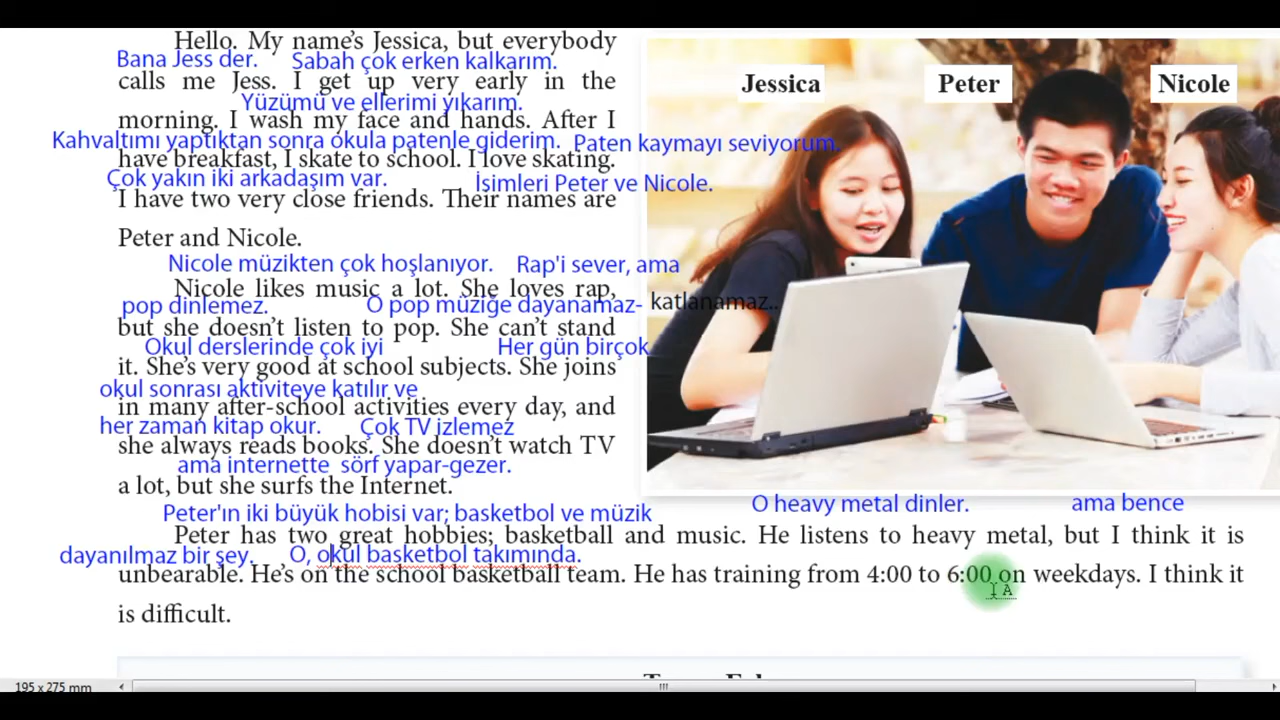 Hello. My name's Jessica, but everybody
Bana Jess der. Sabah çok erken kalkarım.
calls me Jess. I get up very early in the
Yüzümü ve ellerimi yıkarım.
morning. I wash my face and hands. After I
Kahvaltımı yaptıktan sonra okula patenle giderim. Paten kaymayı seviyorum.
have breakfast, I skate to school. I love skating.
Çok yakın iki arkadaşım var. İsimleri Peter ve Nicole.
I have two very close friends. Their names are
Peter and Nicole.
Nicole müzikten çok hoşlanıyor. Rap'i sever, ama
Nicole likes music a lot. She loves rap,
pop dinlemez. O pop müziğe dayanamaz- katlanamaz..
but she doesn't listen to pop. She can't stand
Okul derslerinde çok iyi Her gün birçok
it. She's very good at school subjects. She joins
okul sonrası aktiviteye katılır ve
in many after-school activities every day, and
her zaman kitap okur. Çok TV izlemez
she always reads books. She doesn't watch TV
ama internette sörf yapar-gezer.
a lot, but she surfs the Internet.
Jessica Peter Nicole
Peter'ın iki büyük hobisi var; basketbol ve müzik O heavy metal dinler. ama bence
Peter has two great hobbies; basketball and music. He listens to heavy metal, but I think it is
dayanılmaz bir şey. O, okul basketbol takımında.
unbearable. He's on the school basketball team. He has training from 4:00 to 6:00 on weekdays. I think it
is difficult.
195 x 275 mm